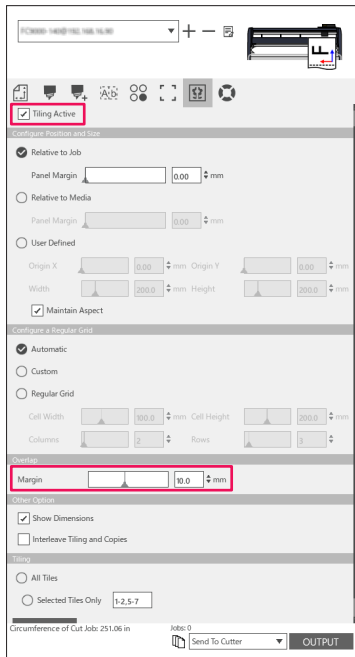 Tiling Active
Configure Position and Size
Relative to Job
Panel Margin 0.00 mm
Relative to Media
Panel Margin 0.00 mm
User Defined
Origin X 0.00 mm Origin Y 0.00 mm
Width 200.0 mm Height 200.0 mm
Maintain Aspect
Configure a Regular Grid
Automatic
Custom
Regular Grid
Cell Width 100.0 mm Cell Height 200.0 mm
Columns 2 Rows 3
Overlap
Margin 10.0 mm
Other Option
Show Dimensions
Interleave Tiling and Copies
Tiling
All Tiles
Selected Tiles Only 1-2,5-7
Circumference of Cut Job: 251.06 in Jobs: 0
Send To Cutter OUTPUT